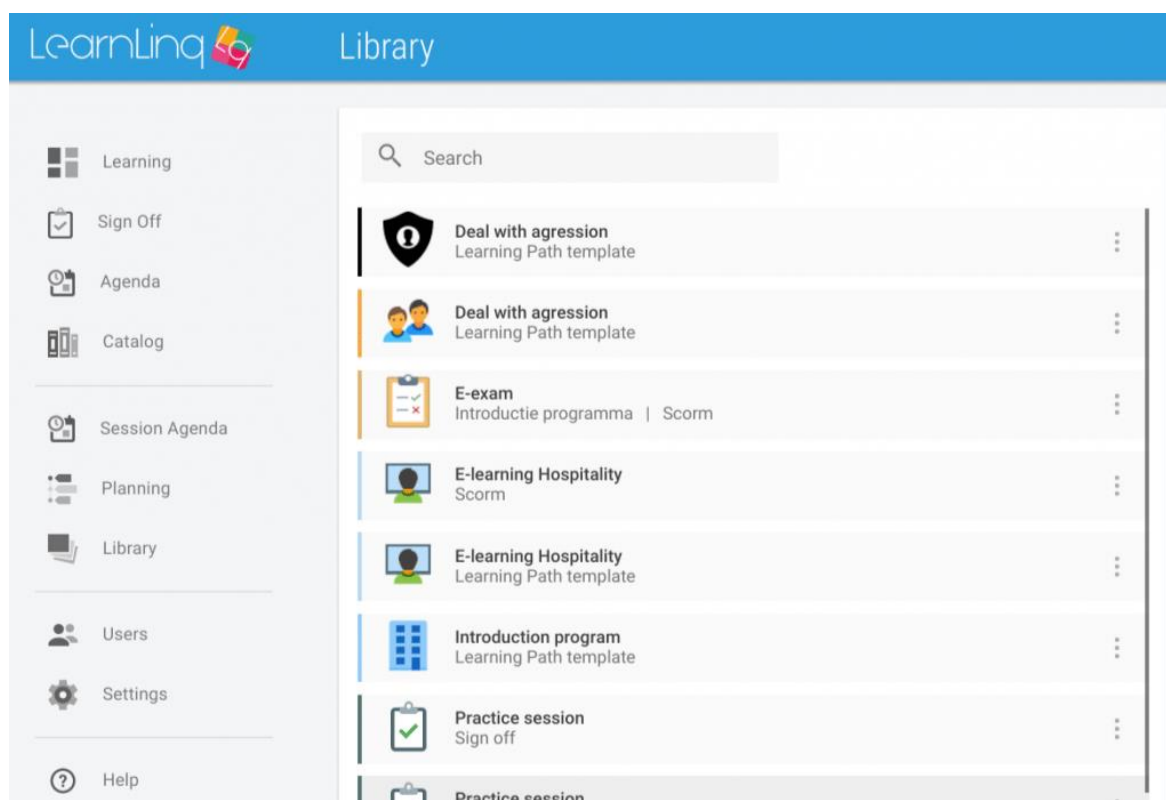 LearnLinq
Library
Learning
Sign Off
Agenda
Catalog
Session Agenda
Planning
Library
Users
Settings
Help
Search
Deal with agression
Learning Path template
Deal with agression
Learning Path template
E-exam
Introductie programma | Scorm
E-learning Hospitality
Scorm
E-learning Hospitality
Learning Path template
Introduction program
Learning Path template
Practice session
Sign off
Practice session